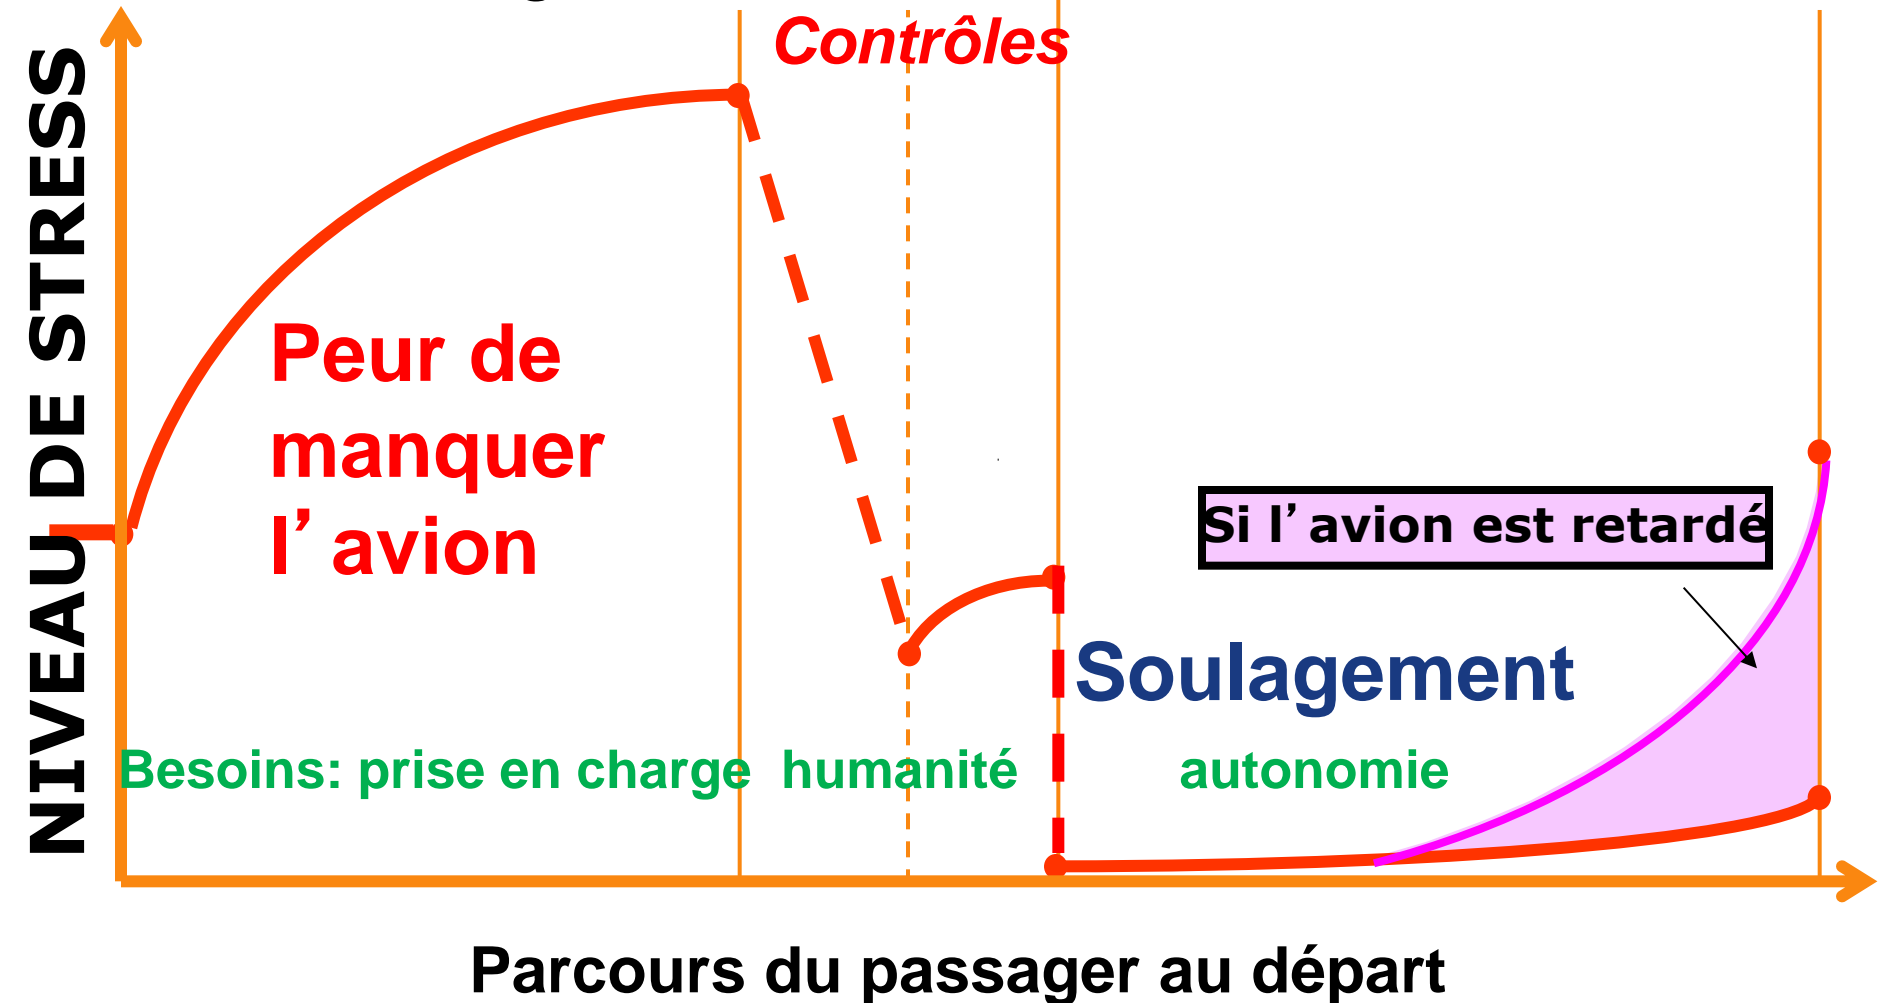 Contrôles
NIVEAU DE STRESS
Peur de
manquer
l’ avion
Si l’ avion est retardé
Soulagement
Besoins: prise en charge humanité autonomie
Parcours du passager au départ